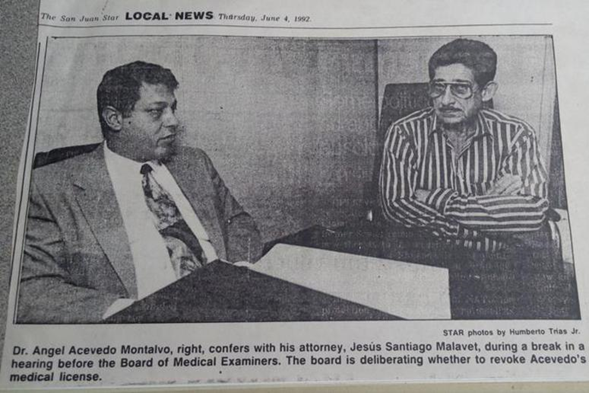 The San Juan Star LOCAL NEWS Thursday, June 4, 1992
STAR photos by Humberto Trias Jr.
Dr. Angel Acevedo Montalvo, right, confers with his attorney, Jesús Santiago Malavet, during a break in a
hearing before the Board of Medical Examiners. The board is deliberating whether to revoke Acevedo's
medical license.